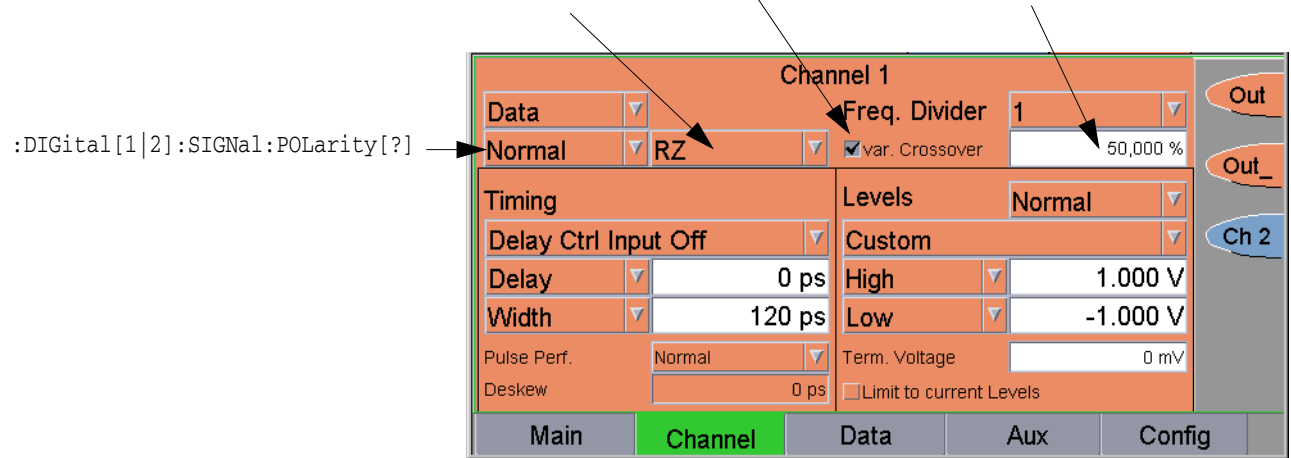 Channel 1
Data Freq. Divider 1
:DIGital[1|2]:SIGNal:POLarity[?] Normal RZ var. Crossover 50,000 %
Timing Levels Normal
Delay Ctrl Input Off Custom
Delay 0 ps High 1.000 V
Width 120 ps Low -1.000 V
Pulse Perf. Normal Term. Voltage 0 mV
Deskew 0 ps Limit to current Levels
Out
Out_
Ch 2
Main Channel Data Aux Config